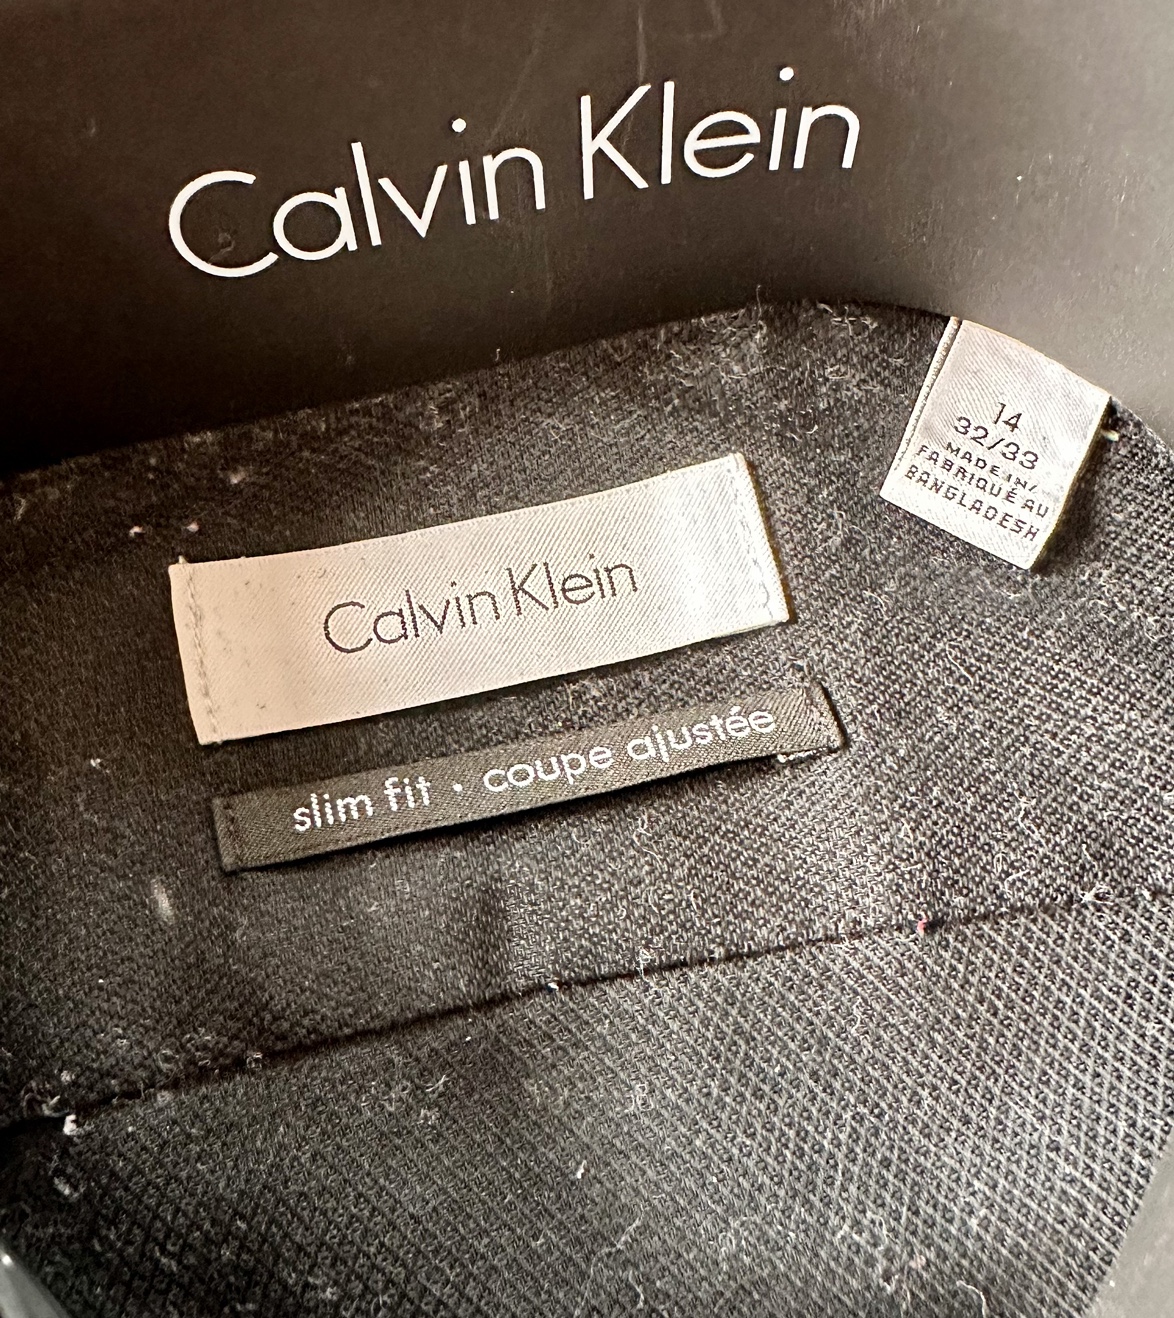 Calvin Klein
14
32/33
MADE IN/
FABRIQUÉ AU
BANGLADESH
Calvin Klein
slim fit · coupe ajustée